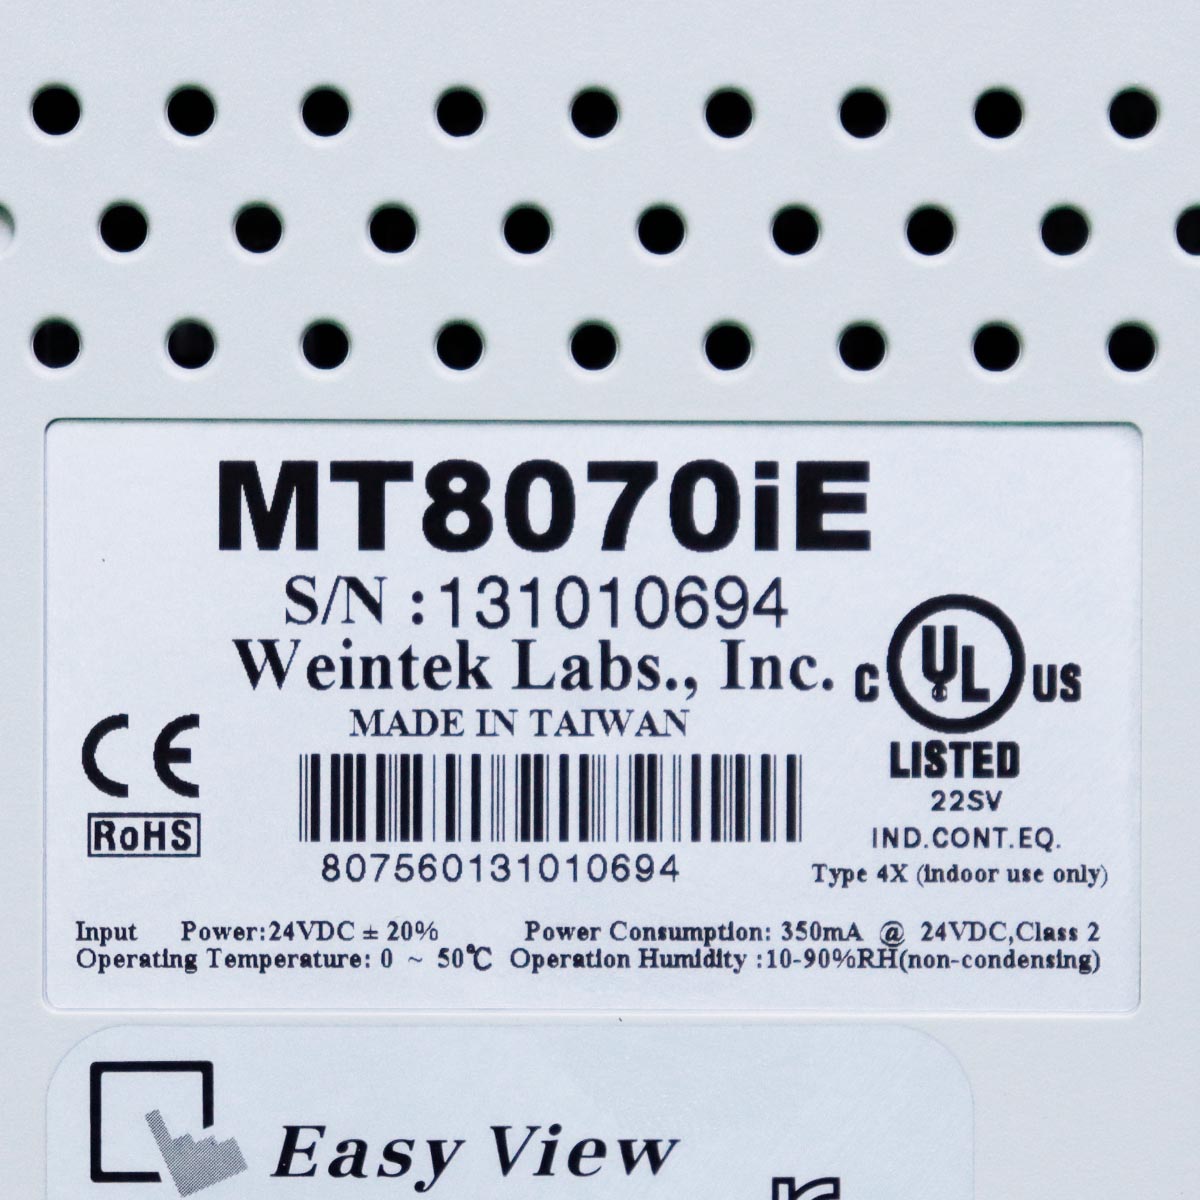 MT8070iE
S/N :131010694
Weintek Labs., Inc.
MADE IN TAIWAN
CE
RoHS
807560131010694
C UL US
LISTED
22SV
IND.CONT.EQ.
Type 4X (indoor use only)
Input Power:24VDC ± 20% Power Consumption: 350mA @ 24VDC,Class 2
Operating Temperature: 0 ~ 50℃ Operation Humidity :10-90%RH(non-condensing)
Easy View